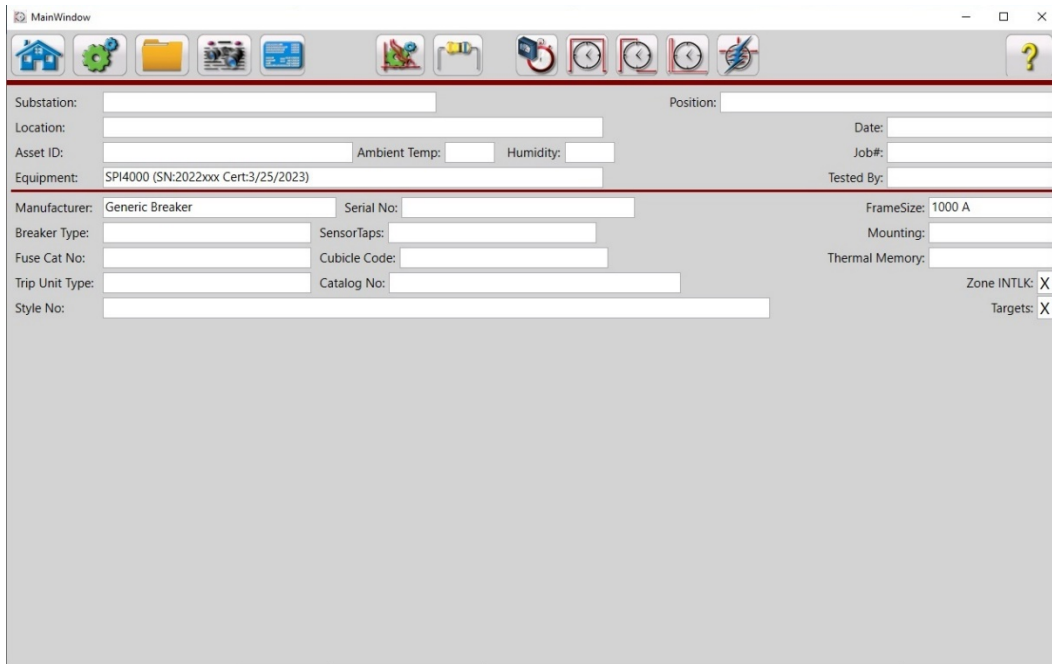 MainWindow
?
Substation: Position:
Location: Date:
Asset ID: Ambient Temp: Humidity: Job#:
Equipment: SPI4000 (SN:2022xxx Cert:3/25/2023) Tested By:
Manufacturer: Generic Breaker Serial No: FrameSize: 1000 A
Breaker Type: SensorTaps: Mounting:
Fuse Cat No: Cubicle Code: Thermal Memory:
Trip Unit Type: Catalog No: Zone INTLK: X
Style No: Targets: X